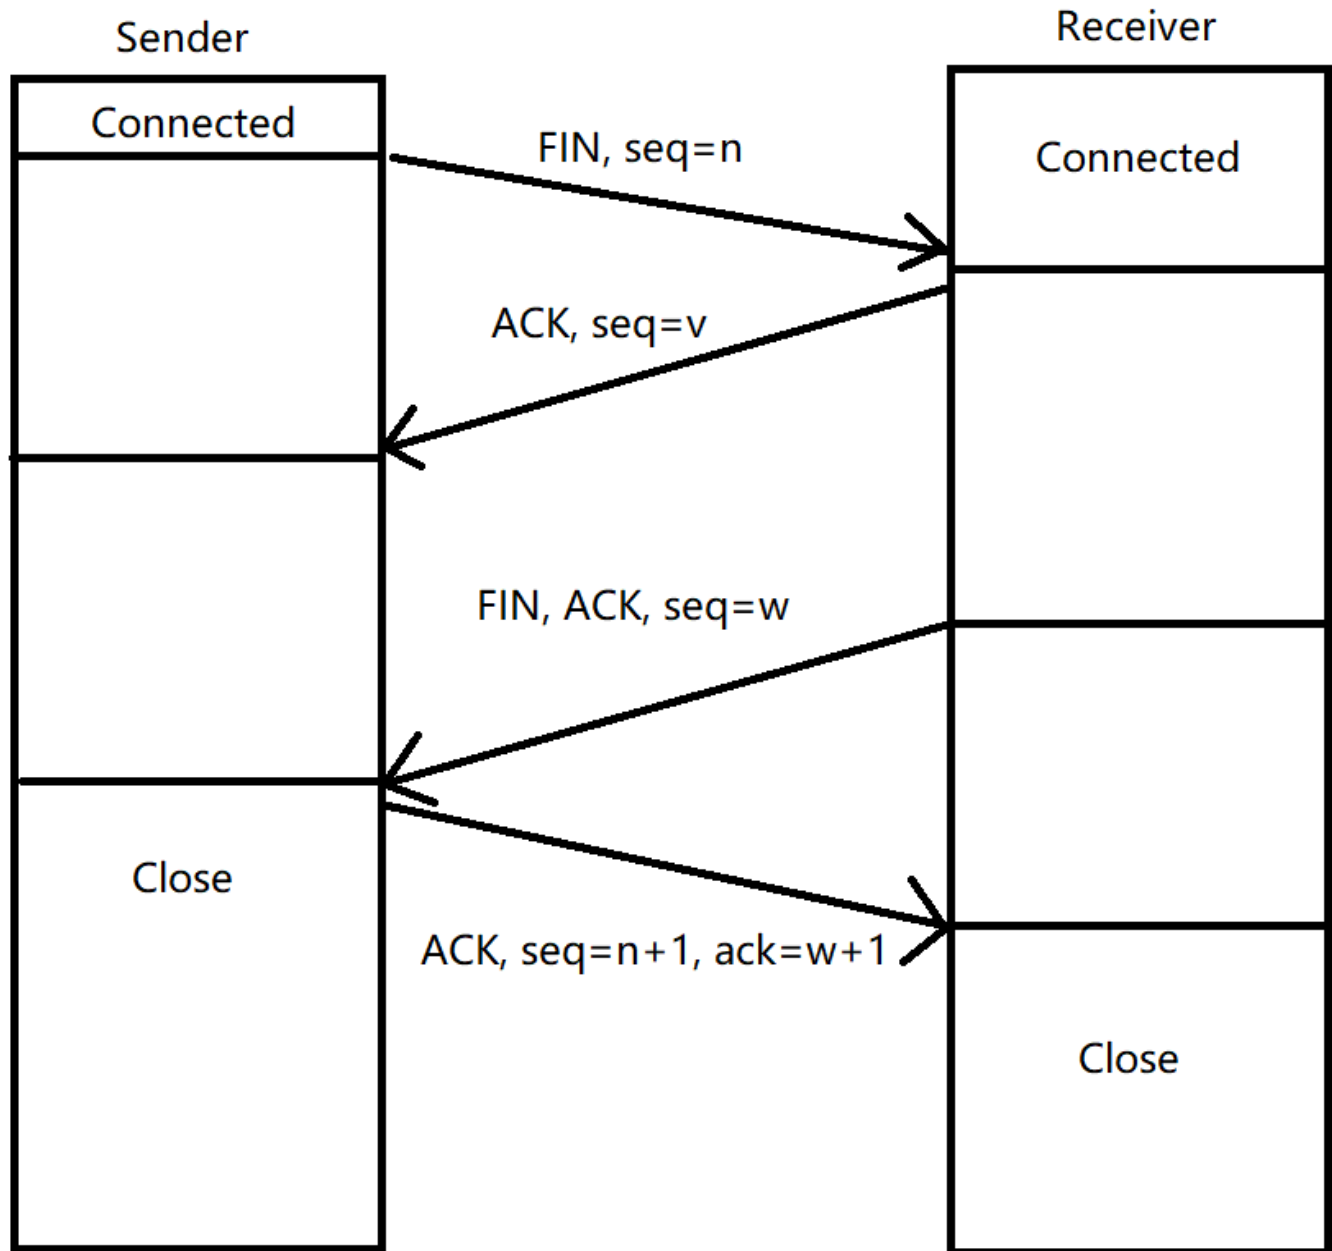 Sender
Receiver
Connected
FIN, seq=n
Connected
ACK, seq=v
FIN, ACK, seq=w
Close
ACK, seq=n+1, ack=w+1
Close